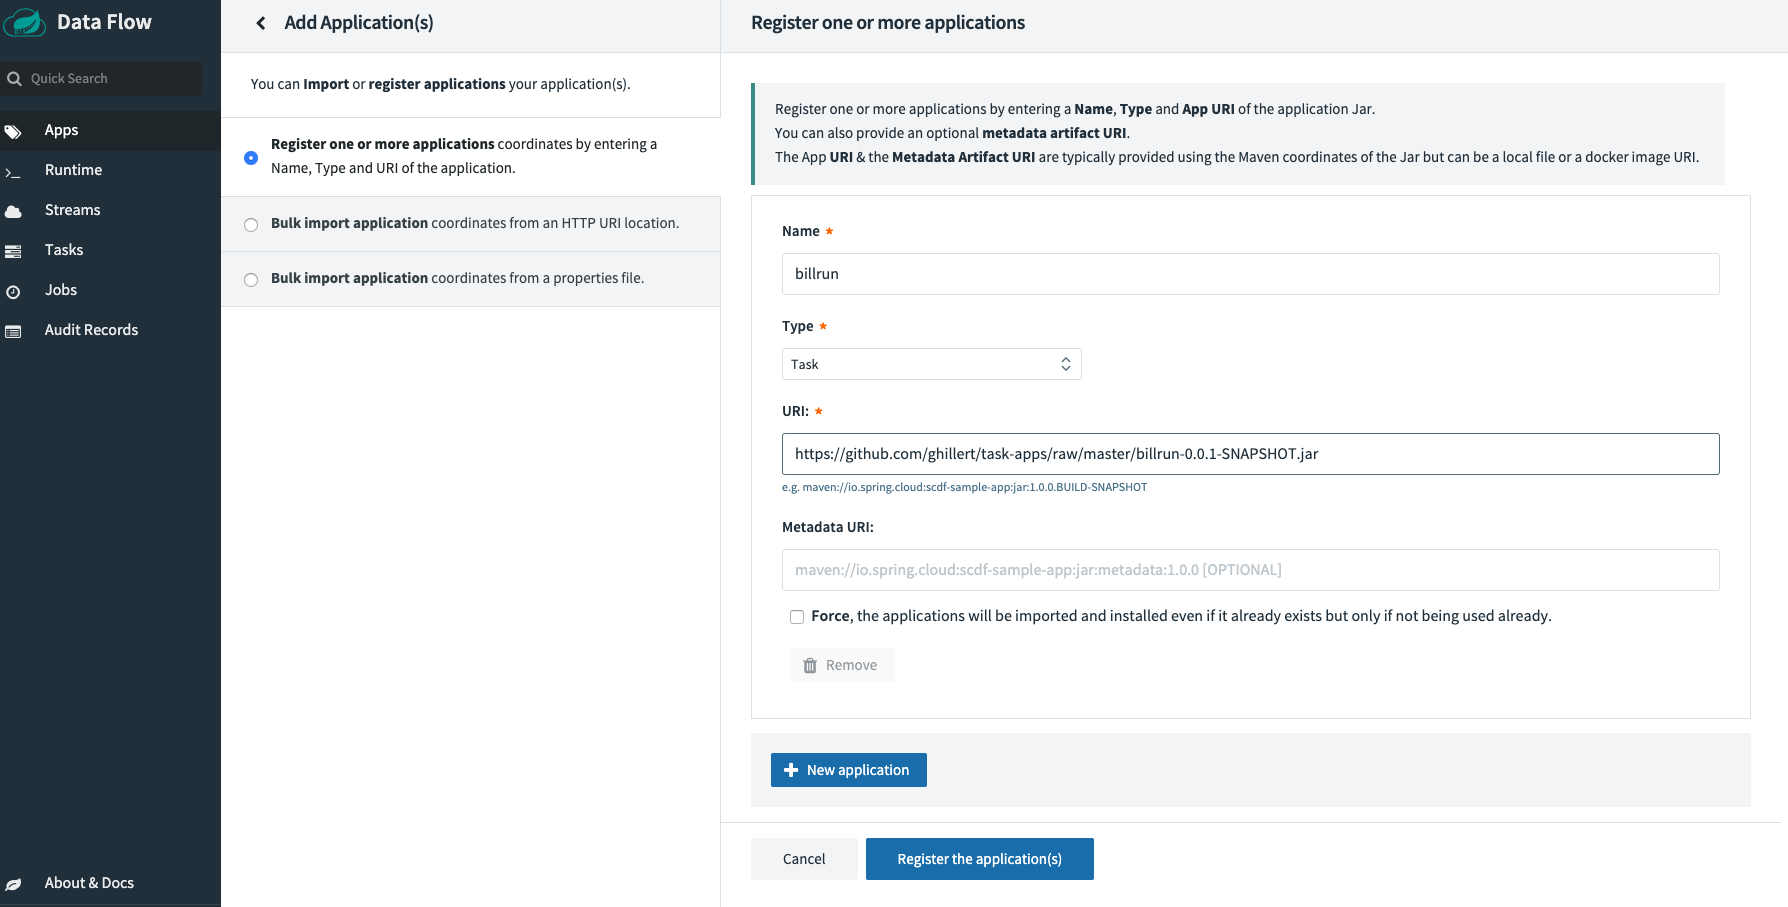 Data Flow
Quick Search
Apps
Runtime
Streams
Tasks
Jobs
Audit Records
About & Docs
Add Application(s)
You can Import or register applications your application(s).
Register one or more applications coordinates by entering a
Name, Type and URI of the application.
Bulk import application coordinates from an HTTP URI location.
Bulk import application coordinates from a properties file.
Register one or more applications
Register one or more applications by entering a Name, Type and App URI of the application Jar.
You can also provide an optional metadata artifact URI.
The App URI & the Metadata Artifact URI are typically provided using the Maven coordinates of the Jar but can be a local file or a docker image URI.
Name *
billrun
Type *
Task
URI: *
https://github.com/ghillert/task-apps/raw/master/billrun-0.0.1-SNAPSHOT.jar
e.g. maven://io.spring.cloud:scdf-sample-app:jar:1.0.0.BUILD-SNAPSHOT
Metadata URI:
maven://io.spring.cloud:scdf-sample-app:jar:metadata:1.0.0 [OPTIONAL]
Force, the applications will be imported and installed even if it already exists but only if not being used already.
Remove
New application
Cancel
Register the application(s)